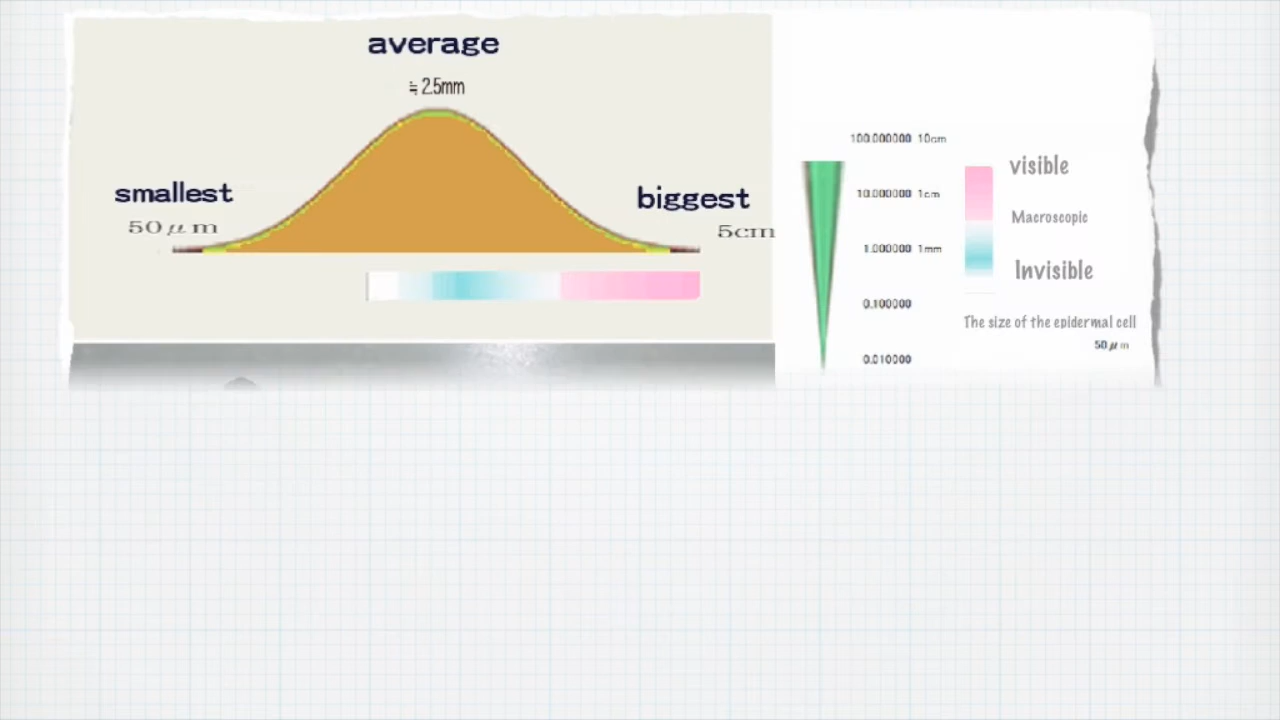 average
≒ 2.5mm
smallest
50μm
biggest
5cm
100.000000 10cm
10.000000 1cm
1.000000 1mm
0.100000
0.010000
visible
Macroscopic
Invisible
The size of the epidermal cell
50μm